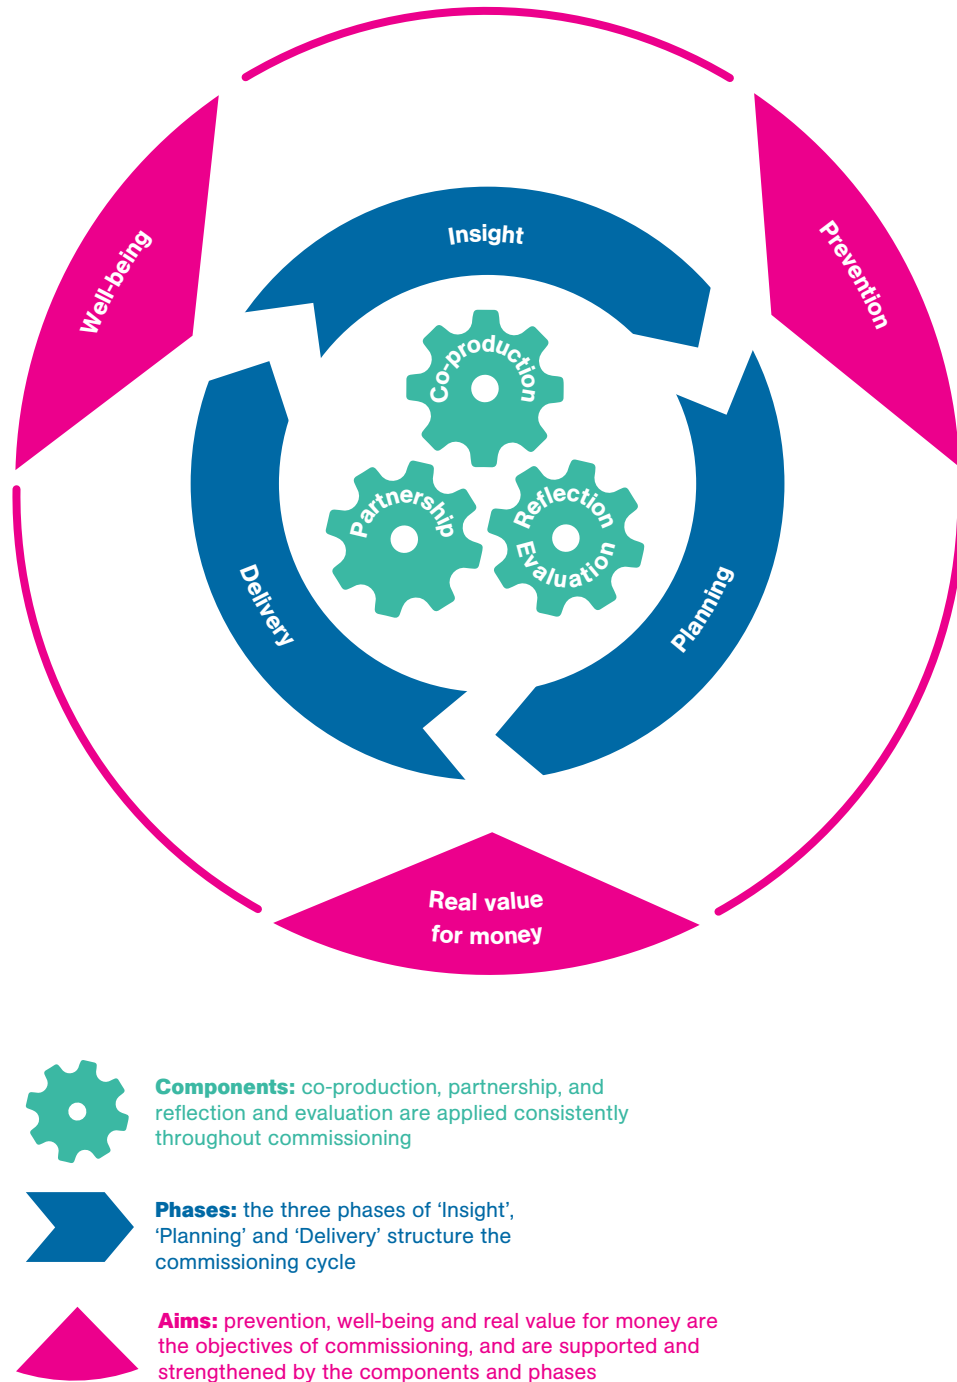 Well-being
Prevention
Insight
Co-production
Partnership
Reflection
Evaluation
Delivery
Planning
Real value
for money
Components: co-production, partnership, and
reflection and evaluation are applied consistently
throughout commissioning
Phases: the three phases of ‘Insight’,
‘Planning’ and ‘Delivery’ structure the
commissioning cycle
Aims: prevention, well-being and real value for money are
the objectives of commissioning, and are supported and
strengthened by the components and phases